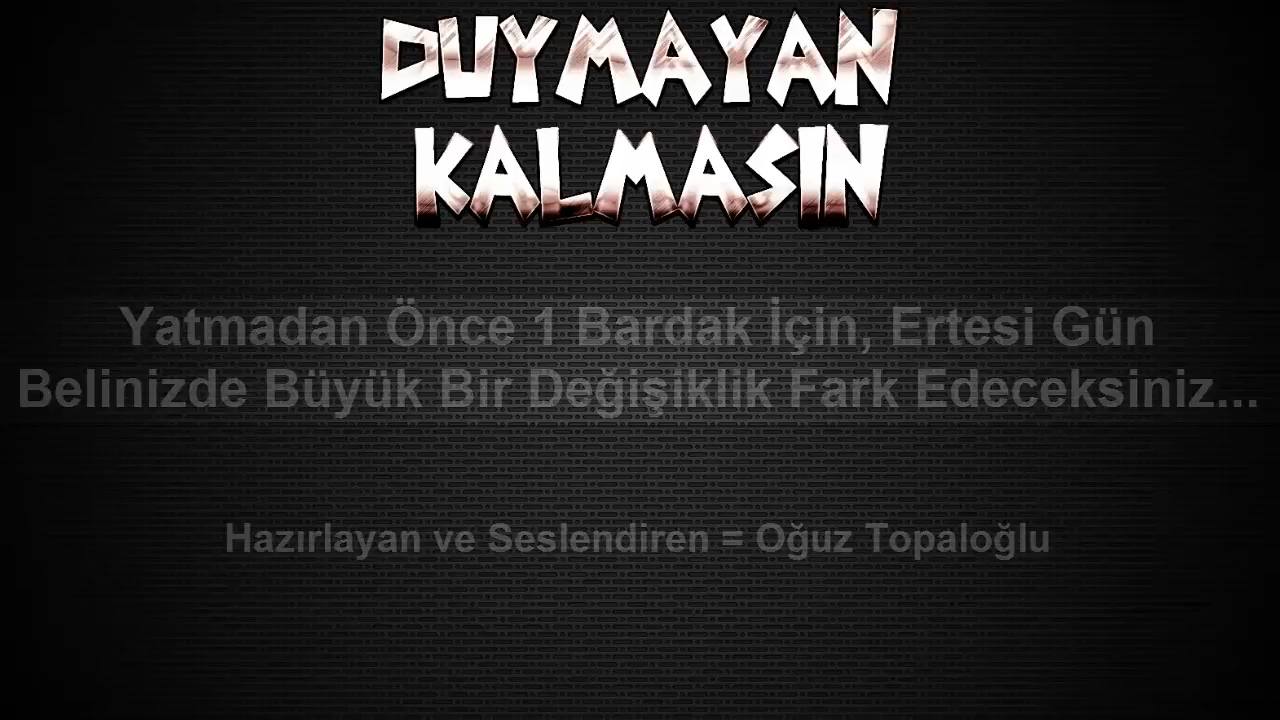 DUYMAYAN
KALMASIN
Yatmadan Önce 1 Bardak İçin, Ertesi Gün
Belinizde Büyük Bir Değişiklik Fark Edeceksiniz...
Hazırlayan ve Seslendiren = Oğuz Topaloğlu